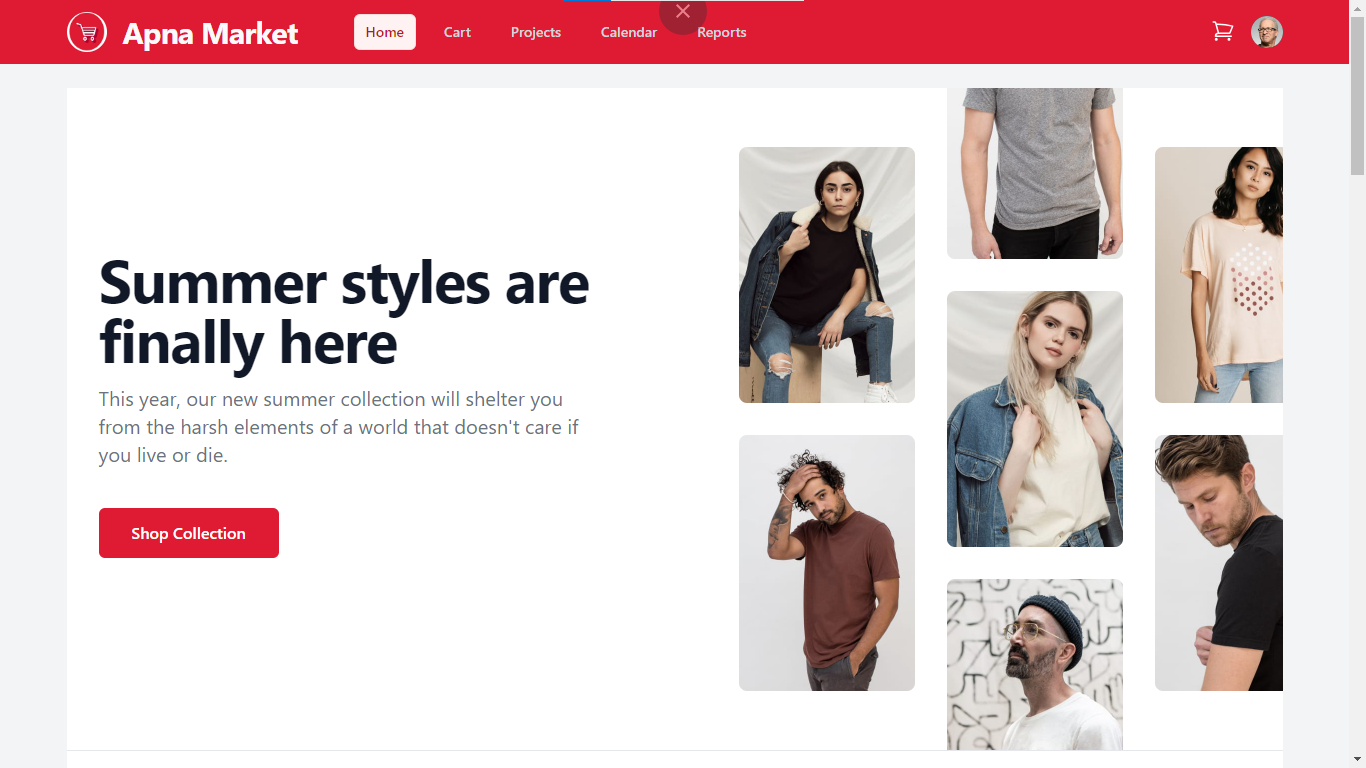 Apna Market
Home
Cart
Projects
Calendar
Reports
Summer styles are
finally here
This year, our new summer collection will shelter you
from the harsh elements of a world that doesn't care if
you live or die.
Shop Collection